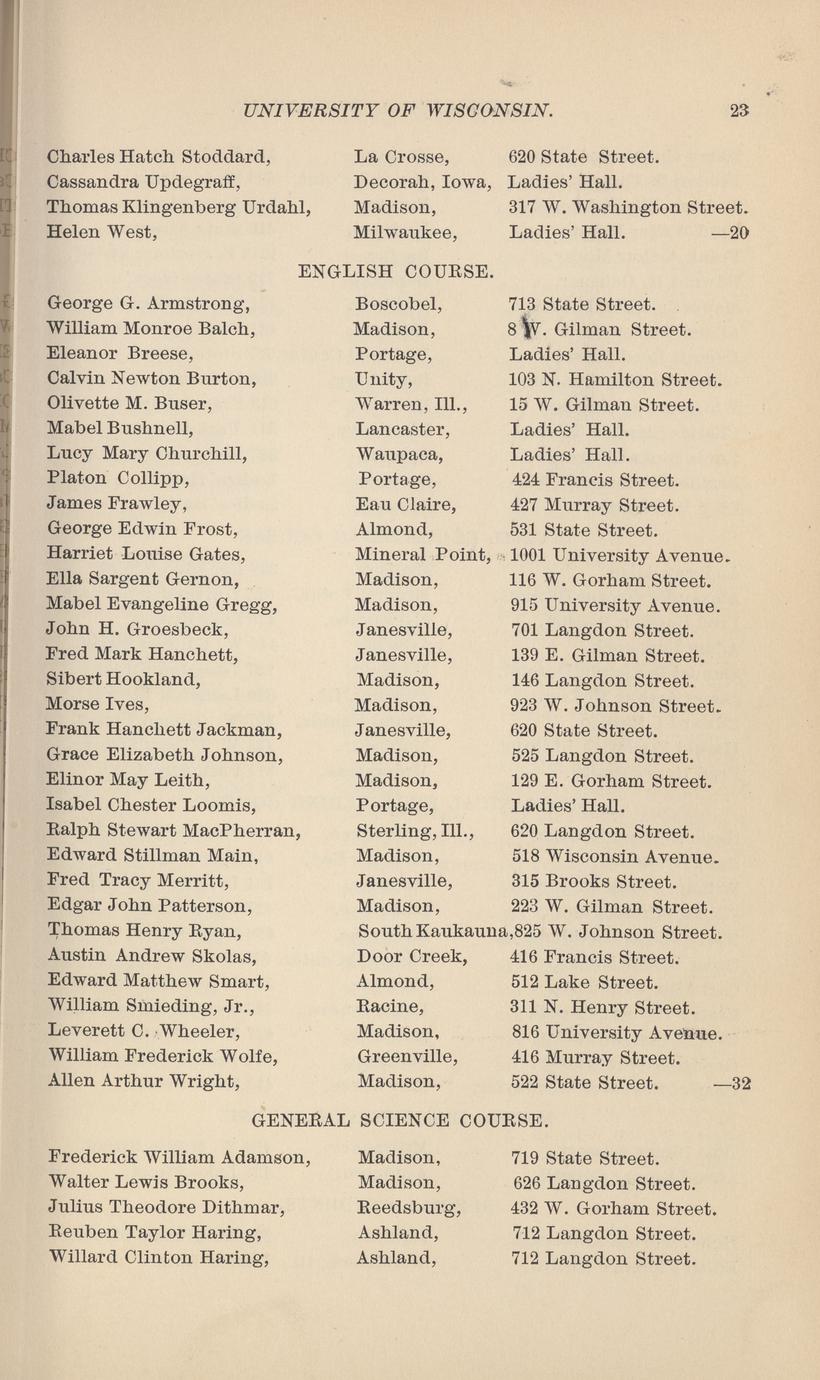 UNIVERSITY OF WISCONSIN. 23
Charles Hatch Stoddard, La Crosse, 620 State Street.
Cassandra Updegraff, Decorah, Iowa, Ladies' Hall.
Thomas Klingenberg Urdahl, Madison, 317 W. Washington Street.
Helen West, Milwaukee, Ladies' Hall. —20
ENGLISH COURSE.
George G. Armstrong, Boscobel, 713 State Street.
William Monroe Balch, Madison, 8 W. Gilman Street.
Eleanor Breese, Portage, Ladies' Hall.
Calvin Newton Burton, Unity, 103 N. Hamilton Street.
Olivette M. Buser, Warren, Ill., 15 W. Gilman Street.
Mabel Bushnell, Lancaster, Ladies' Hall.
Lucy Mary Churchill, Waupaca, Ladies' Hall.
Platon Collipp, Portage, 424 Francis Street.
James Frawley, Eau Claire, 427 Murray Street.
George Edwin Frost, Almond, 531 State Street.
Harriet Louise Gates, Mineral Point, 1001 University Avenue.
Ella Sargent Gernon, Madison, 116 W. Gorham Street.
Mabel Evangeline Gregg, Madison, 915 University Avenue.
John H. Groesbeck, Janesville, 701 Langdon Street.
Fred Mark Hanchett, Janesville, 139 E. Gilman Street.
Sibert Hookland, Madison, 146 Langdon Street.
Morse Ives, Madison, 923 W. Johnson Street.
Frank Hanchett Jackman, Janesville, 620 State Street.
Grace Elizabeth Johnson, Madison, 525 Langdon Street.
Elinor May Leith, Madison, 129 E. Gorham Street.
Isabel Chester Loomis, Portage, Ladies' Hall.
Ralph Stewart MacPherran, Sterling, Ill., 620 Langdon Street.
Edward Stillman Main, Madison, 518 Wisconsin Avenue.
Fred Tracy Merritt, Janesville, 315 Brooks Street.
Edgar John Patterson, Madison, 223 W. Gilman Street.
Thomas Henry Ryan, South Kaukauna, 825 W. Johnson Street.
Austin Andrew Skolas, Door Creek, 416 Francis Street.
Edward Matthew Smart, Almond, 512 Lake Street.
William Smieding, Jr., Racine, 311 N. Henry Street.
Leverett C. Wheeler, Madison, 816 University Avenue.
William Frederick Wolfe, Greenville, 416 Murray Street.
Allen Arthur Wright, Madison, 522 State Street. —32
GENERAL SCIENCE COURSE.
Frederick William Adamson, Madison, 719 State Street.
Walter Lewis Brooks, Madison, 626 Langdon Street.
Julius Theodore Dithmar, Reedsburg, 432 W. Gorham Street.
Reuben Taylor Haring, Ashland, 712 Langdon Street.
Willard Clinton Haring, Ashland, 712 Langdon Street.